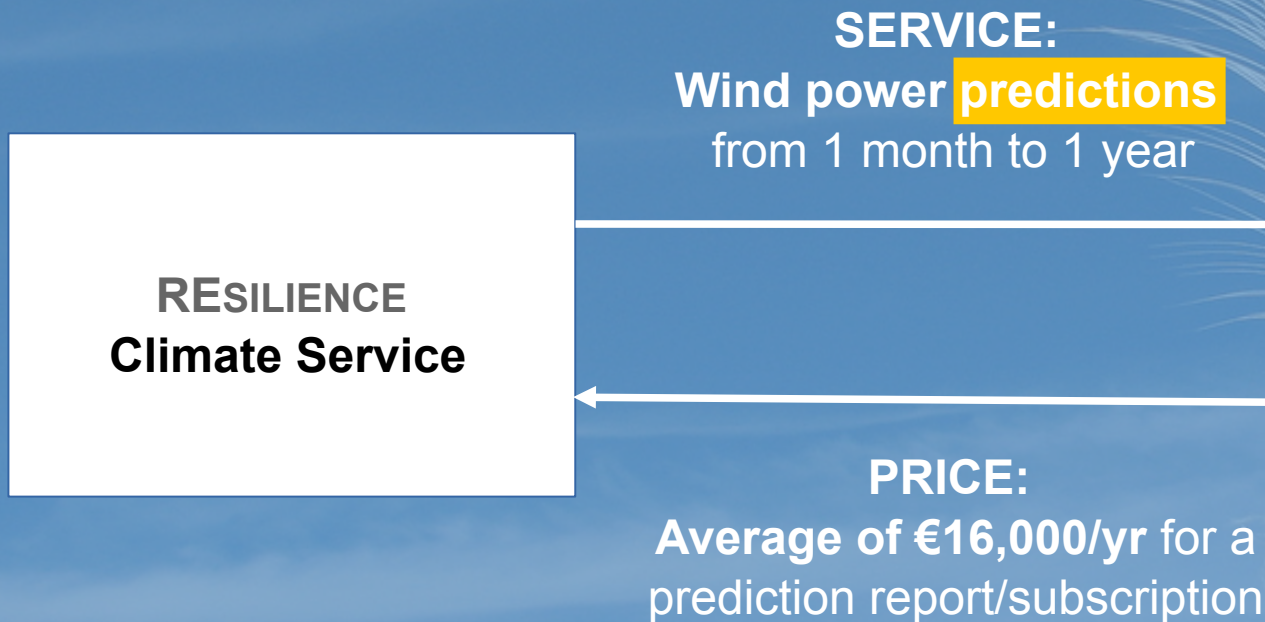 SERVICE:
Wind power predictions
from 1 month to 1 year
RESILIENCE
Climate Service
PRICE:
Average of €16,000/yr for a
prediction report/subscription